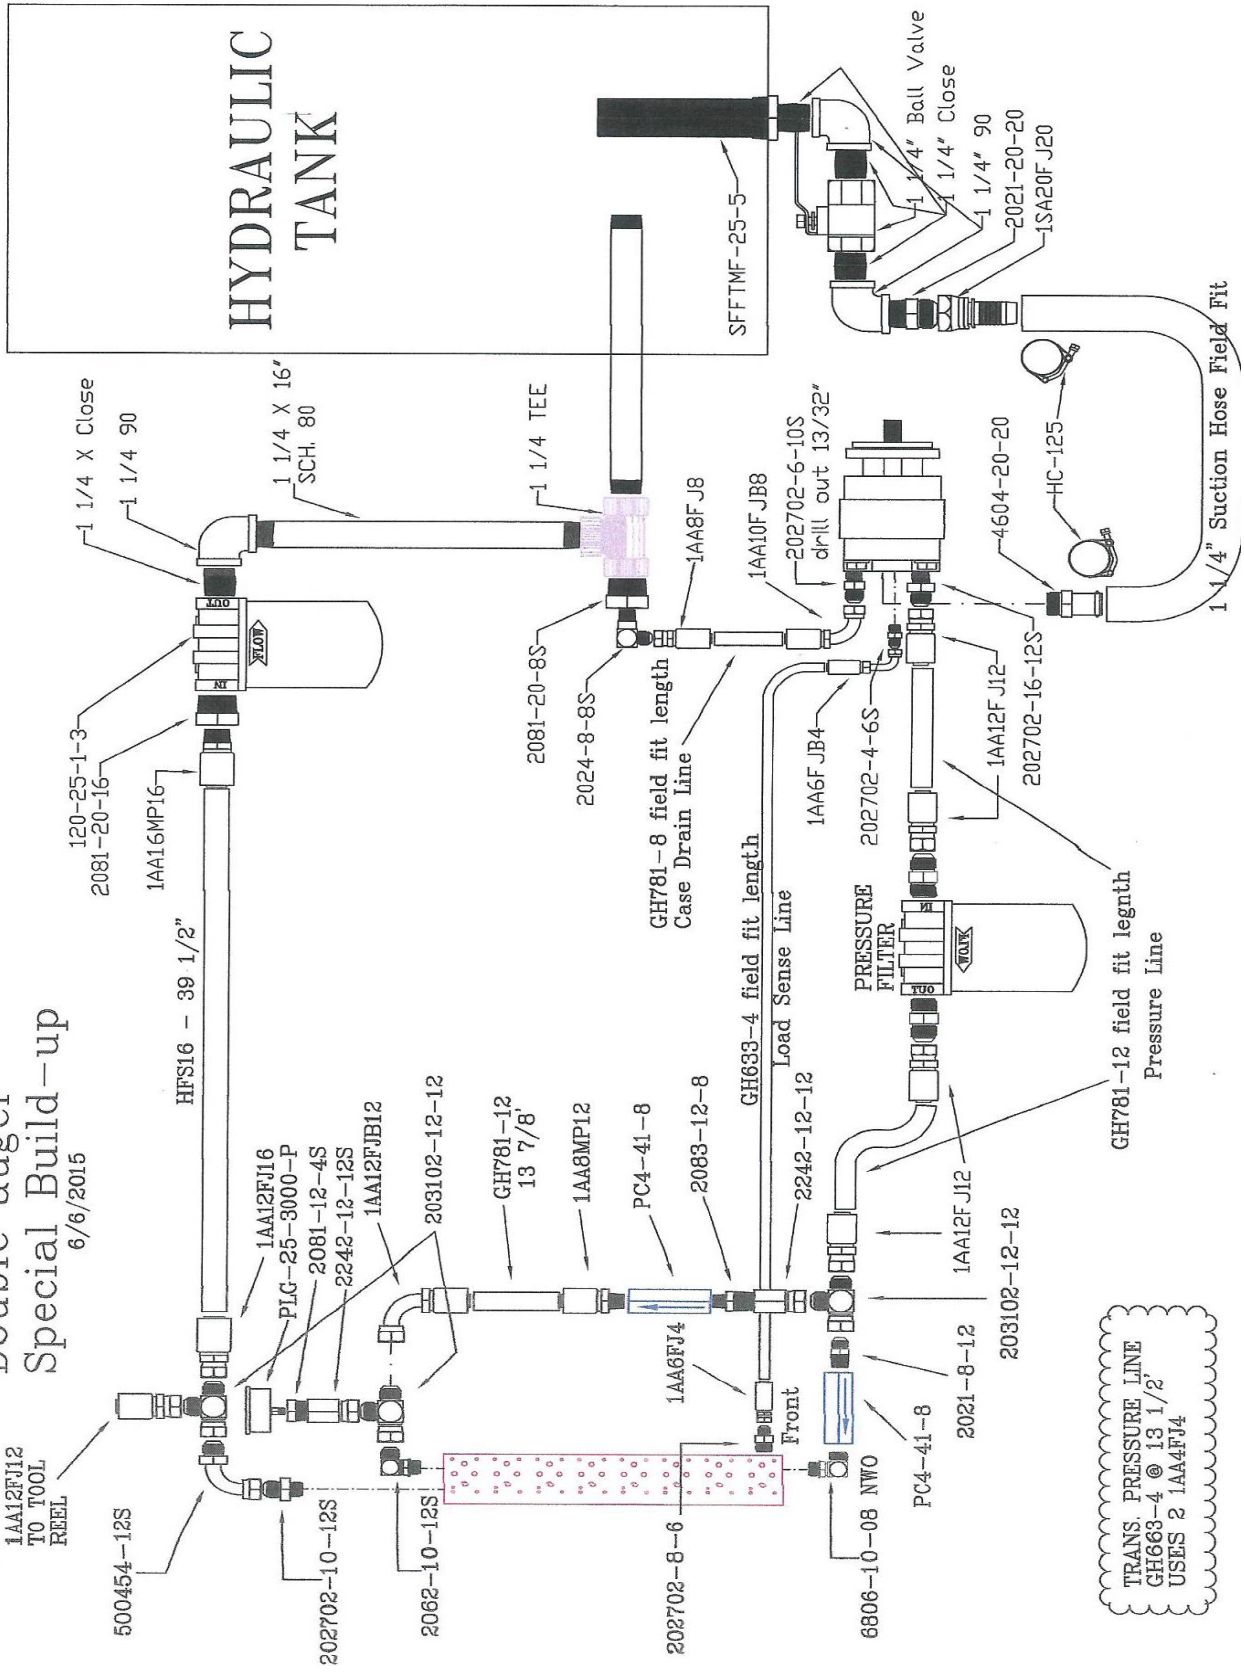 Double auger
Special Build-up
6/6/2015
HYDRAULIC
TANK
1AA12FJ12
TO TOOL
REEL
500454-12S
202702-10-12S
2062-10-12S
202702-8-6
6806-10-08 NWO
PC4-41-8
2021-8-12
203102-12-12
1AA12FJ12
TRANS. PRESSURE LINE
GH663-4 @ 13 1/2'
USES 2 1AA4FJ4
HFS16 - 39 1/2"
1AA12FJ16
PLG-25-3000-P
2081-12-4S
2242-12-12S
1AA12FJB12
203102-12-12
GH781-12
13 7/8'
1AA8MP12
PC4-41-8
2083-12-8
2242-12-12
1AA6FJ4
Front
GH633-4 field fit length
Load Sense Line
120-25-1-3
2081-20-16
1AA16MP16
IN
OUT
FLOW
1 1/4 X Close
1 1/4 90
1 1/4 X 16"
SCH. 80
1 1/4 TEE
2081-20-8S
2024-8-8S
GH781-8 field fit length
Case Drain Line
1AA8FJ8
1AA10FJB8
202702-6-10S
drill out 13/32"
1AA6FJB4
202702-4-6S
1AA12FJ12
202702-16-12S
PRESSURE
FILTER
IN
OUT
FLOW
GH781-12 field fit legnth
Pressure Line
SFFTMF-25-5
1 1/4" Ball Valve
1 1/4" Close
1 1/4" 90
2021-20-20
1SA20FJ20
HC-125
4604-20-20
1 1/4" Suction Hose Field Fit